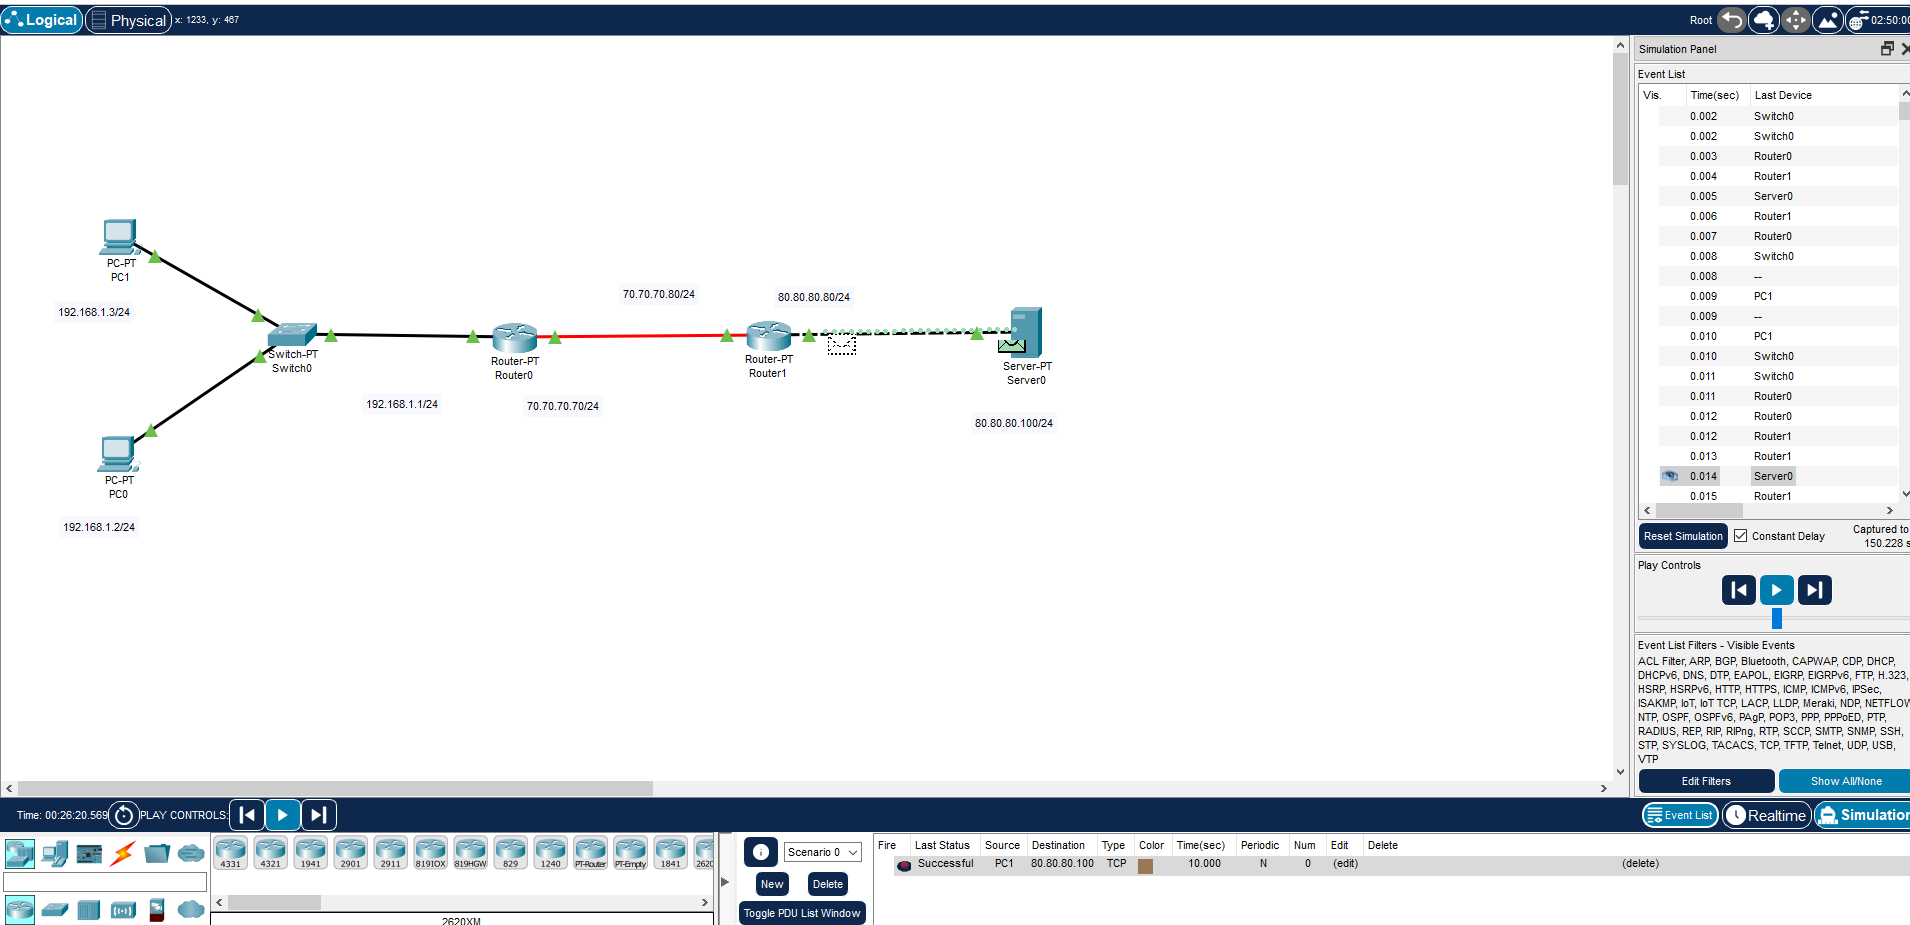 Logical Physical x: 1233, y: 467 Root 02:50:00
Simulation Panel
Event List
Vis. Time(sec) Last Device
0.002 Switch0
0.002 Switch0
0.003 Router0
0.004 Router1
0.005 Server0
0.006 Router1
0.007 Router0
0.008 Switch0
0.008 --
0.009 PC1
0.009 --
0.010 PC1
0.010 Switch0
0.011 Switch0
0.011 Router0
0.012 Router0
0.012 Router1
0.013 Router1
0.014 Server0
0.015 Router1
Reset Simulation Constant Delay Captured to
150.228 s
Play Controls
Event List Filters - Visible Events
ACL Filter, ARP, BGP, Bluetooth, CAPWAP, CDP, DHCP,
DHCPv6, DNS, DTP, EAPOL, EIGRP, EIGRPv6, FTP, H.323,
HSRP, HSRPv6, HTTP, HTTPS, ICMP, ICMPv6, IPSec,
ISAKMP, IoT, IoT TCP, LACP, LLDP, Meraki, NDP, NETFLOW
NTP, OSPF, OSPFv6, PAgP, POP3, PPP, PPPoED, PTP,
RADIUS, REP, RIP, RIPng, RTP, SCCP, SMTP, SNMP, SSH,
STP, SYSLOG, TACACS, TCP, TFTP, Telnet, UDP, USB,
VTP
Edit Filters Show All/None
Event List Realtime Simulation
PC-PT
PC1
192.168.1.3/24
Switch-PT
Switch0
PC-PT
PC0
192.168.1.2/24
192.168.1.1/24
Router-PT
Router0
70.70.70.70/24
70.70.70.80/24
80.80.80.80/24
Router-PT
Router1
Server-PT
Server0
80.80.80.100/24
Time: 00:26:20.569 PLAY CONTROLS:
4331 4321 1941 2901 2911 819IOX 819HGW 829 1240 PT-Router PT-Empty 1841 2620
2620XM
Scenario 0
New Delete
Toggle PDU List Window
Fire Last Status Source Destination Type Color Time(sec) Periodic Num Edit Delete
Successful PC1 80.80.80.100 TCP 10.000 N 0 (edit) (delete)